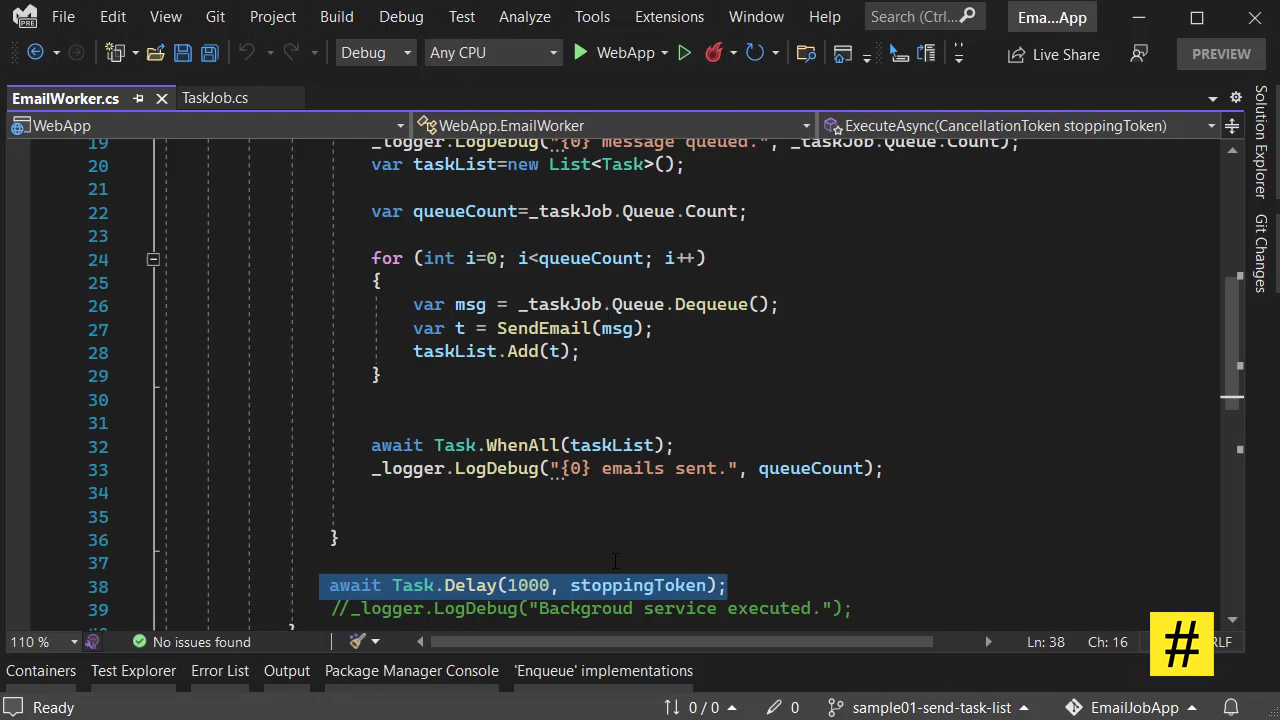 File Edit View Git Project Build Debug Test Analyze Tools Extensions Window Help Search (Ctrl... Ema...App
PRE
Debug Any CPU WebApp Live Share PREVIEW
EmailWorker.cs TaskJob.cs
WebApp WebApp.EmailWorker ExecuteAsync(CancellationToken stoppingToken)
19 _logger.LogDebug("{0} message queued.", _taskJob.Queue.Count);
20 var taskList=new List<Task>();
21
22 var queueCount=_taskJob.Queue.Count;
23
24 for (int i=0; i<queueCount; i++)
25 {
26 var msg = _taskJob.Queue.Dequeue();
27 var t = SendEmail(msg);
28 taskList.Add(t);
29 }
30
31
32 await Task.WhenAll(taskList);
33 _logger.LogDebug("{0} emails sent.", queueCount);
34
35
36 }
37
38 await Task.Delay(1000, stoppingToken);
39 //_logger.LogDebug("Backgroud service executed.");
Solution Explorer
Git Changes
110 % No issues found Ln: 38 Ch: 16 RLF
#
Containers Test Explorer Error List Output Package Manager Console 'Enqueue' implementations
Ready 0 / 0 0 sample01-send-task-list EmailJobApp